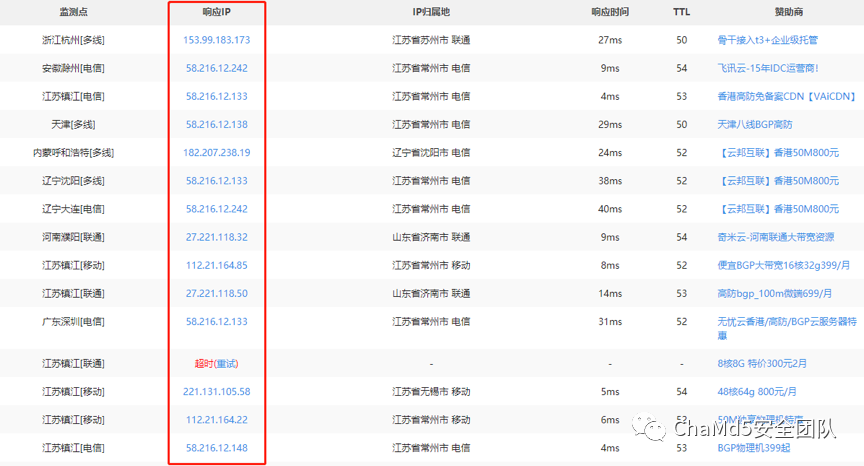 监测点 响应IP IP归属地 响应时间 TTL 赞助商
浙江杭州[多线] 153.99.183.173 江苏省苏州市 联通 27ms 50 骨干接入t3+企业级托管
安徽滁州[电信] 58.216.12.242 江苏省常州市 电信 9ms 54 飞讯云-15年IDC运营商!
江苏镇江[电信] 58.216.12.133 江苏省常州市 电信 4ms 53 香港高防免备案CDN【VAiCDN】
天津[多线] 58.216.12.138 江苏省常州市 电信 29ms 50 天津八线BGP高防
内蒙呼和浩特[多线] 182.207.238.19 辽宁省沈阳市 电信 24ms 52 【云邦互联】香港50M800元
辽宁沈阳[多线] 58.216.12.133 江苏省常州市 电信 38ms 52 【云邦互联】香港50M800元
辽宁大连[电信] 58.216.12.242 江苏省常州市 电信 40ms 52 【云邦互联】香港50M800元
河南濮阳[联通] 27.221.118.32 山东省济南市 联通 9ms 54 奇米云-河南联通大带宽资源
江苏镇江[移动] 112.21.164.85 江苏省常州市 移动 8ms 52 便宜BGP大带宽16核32g399/月
江苏镇江[联通] 27.221.118.50 山东省济南市 联通 14ms 53 高防bgp_100m微端699/月
广东深圳[电信] 58.216.12.133 江苏省常州市 电信 31ms 52 无忧云香港/高防/BGP云服务器特
惠
江苏镇江[联通] 超时(重试) - - - 8核8G 特价300元2月
江苏镇江[移动] 221.131.105.58 江苏省无锡市 移动 5ms 54 48核64g 800元/月
江苏镇江[移动] 112.21.164.22 江苏省常州市 移动 6ms 53 50M独享物理机特惠
ChaMd5安全团队
江苏镇江[电信] 58.216.12.148 江苏省常州市 电信 4ms 53 BGP物理机399起